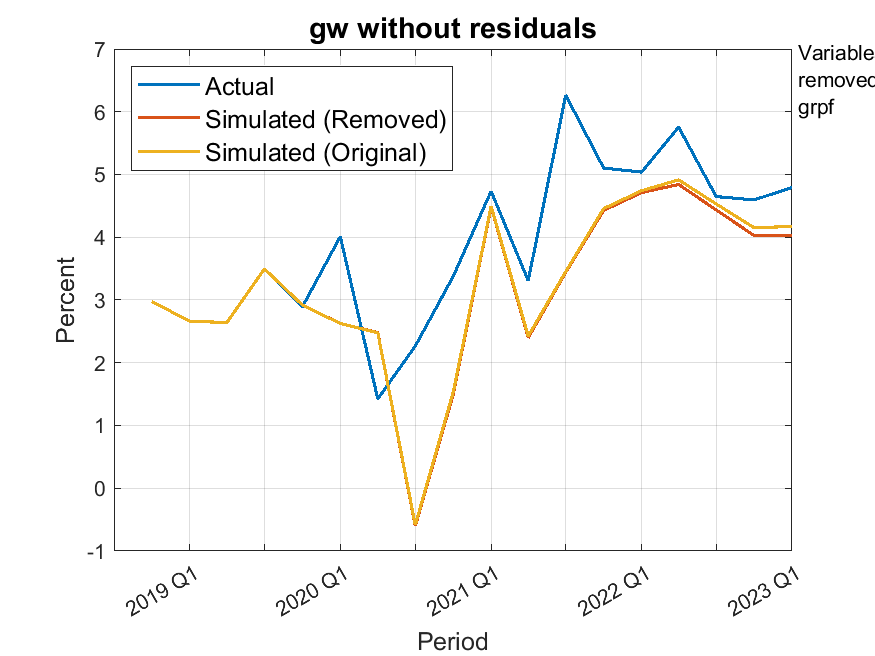 gw without residuals
Variable
removed
grpf
Actual
Simulated (Removed)
Simulated (Original)
7
6
5
4
3
2
1
0
-1
Percent
2019 Q1
2020 Q1
2021 Q1
2022 Q1
2023 Q1
Period